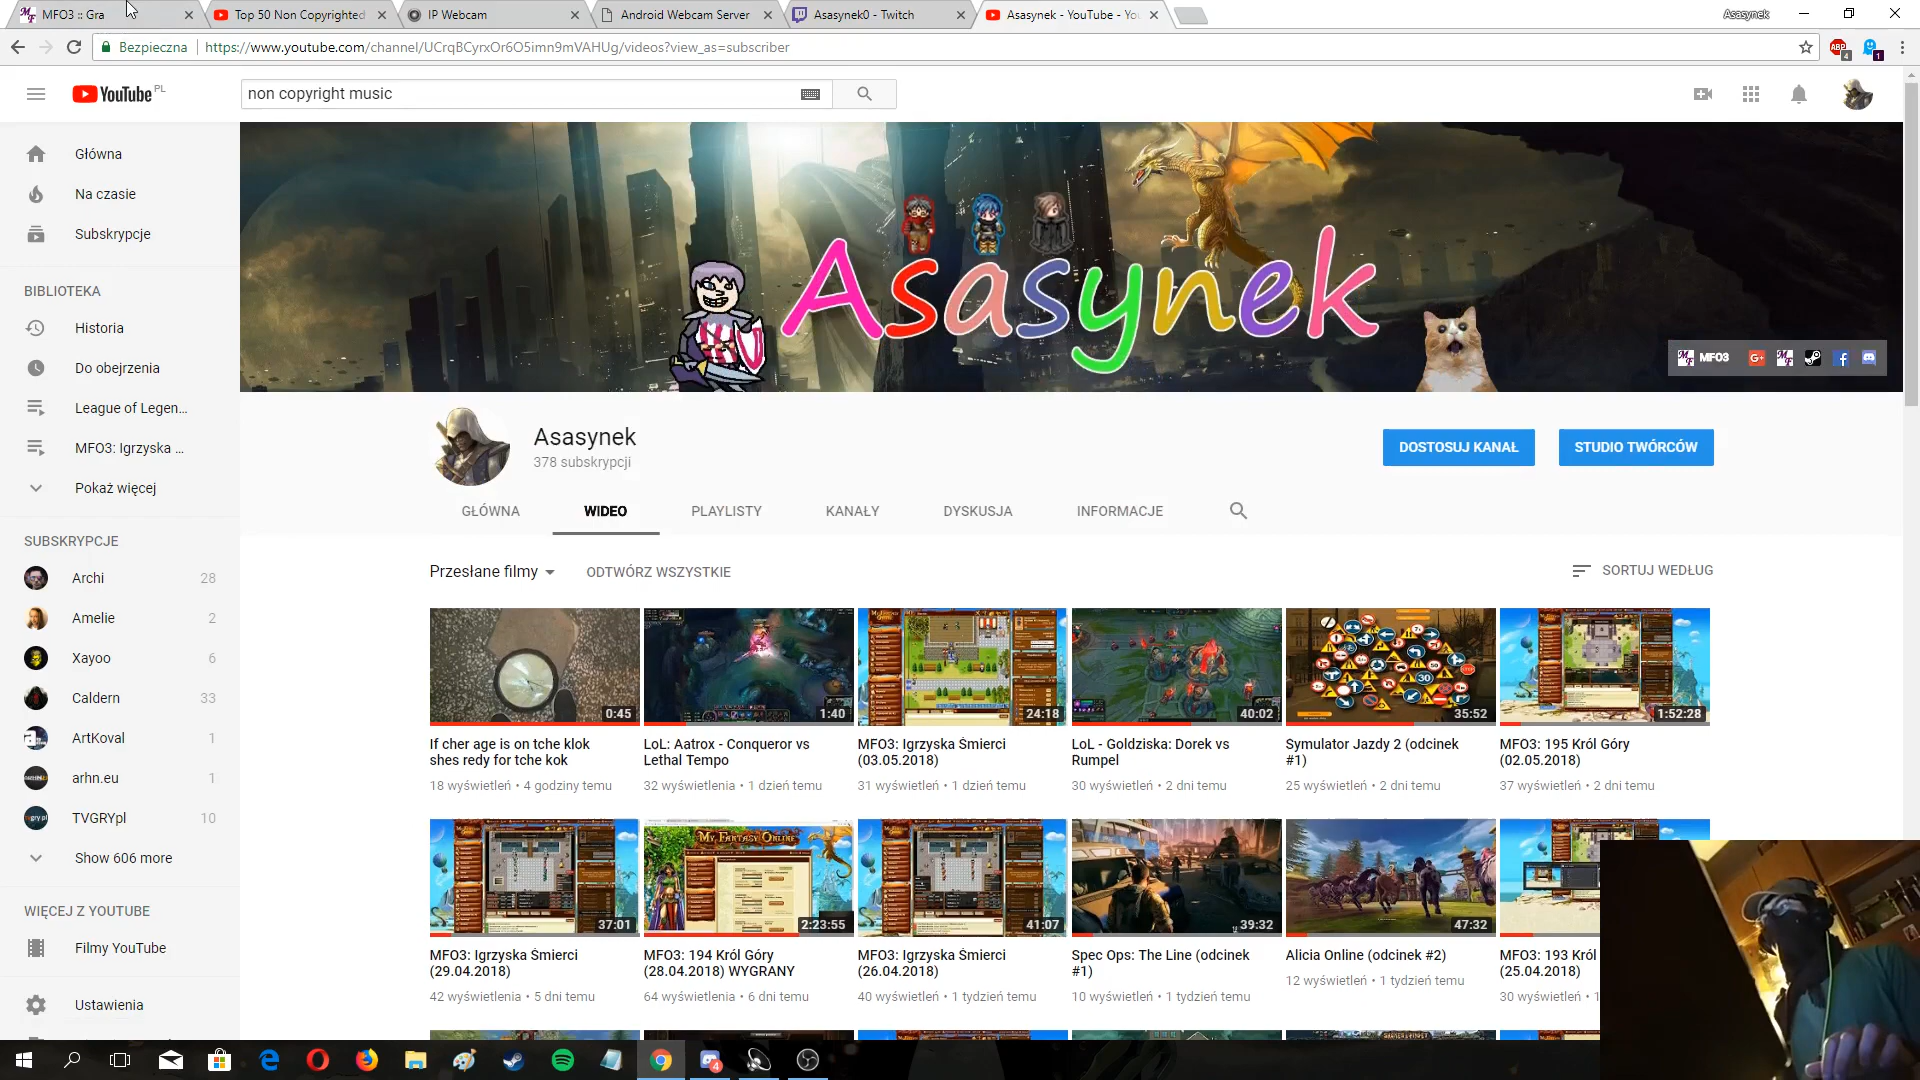 MFO3 :: Gra
Top 50 Non Copyrighted
IP Webcam
Android Webcam Server
Asasynek0 - Twitch
Asasynek - YouTube - Yo
Asasynek
Bezpieczna
https://www.youtube.com/channel/UCrqBCyrxOr6O5imn9mVAHUg/videos?view_as=subscriber
ABP
4
1
YouTube PL
non copyright music
Główna
Na czasie
Subskrypcje
BIBLIOTEKA
Historia
Do obejrzenia
League of Legen...
MFO3: Igrzyska ...
Pokaż więcej
SUBSKRYPCJE
Archi 28
Amelie 2
Xayoo 6
Caldern 33
ArtKoval 1
arhn.eu 1
TVGRYpl 10
Show 606 more
WIĘCEJ Z YOUTUBE
Filmy YouTube
Ustawienia
Asasynek
MFO3
Asasynek
378 subskrypcji
DOSTOSUJ KANAŁ
STUDIO TWÓRCÓW
GŁÓWNA
WIDEO
PLAYLISTY
KANAŁY
DYSKUSJA
INFORMACJE
Przesłane filmy
ODTWÓRZ WSZYSTKIE
SORTUJ WEDŁUG
0:45
1:40
24:18
40:02
35:52
1:52:28
If cher age is on tche klok
shes redy for tche kok
18 wyświetleń • 4 godziny temu
LoL: Aatrox - Conqueror vs
Lethal Tempo
32 wyświetlenia • 1 dzień temu
MFO3: Igrzyska Śmierci
(03.05.2018)
31 wyświetleń • 1 dzień temu
LoL - Goldziska: Dorek vs
Rumpel
30 wyświetleń • 2 dni temu
Symulator Jazdy 2 (odcinek
#1)
25 wyświetleń • 2 dni temu
MFO3: 195 Król Góry
(02.05.2018)
37 wyświetleń • 2 dni temu
37:01
MY FANTASY ONLINE
2:23:55
41:07
39:32
47:32
MFO3: Igrzyska Śmierci
(29.04.2018)
42 wyświetlenia • 5 dni temu
MFO3: 194 Król Góry
(28.04.2018) WYGRANY
64 wyświetlenia • 6 dni temu
MFO3: Igrzyska Śmierci
(26.04.2018)
40 wyświetleń • 1 tydzień temu
Spec Ops: The Line (odcinek
#1)
10 wyświetleń • 1 tydzień temu
Alicia Online (odcinek #2)
12 wyświetleń • 1 tydzień temu
MFO3: 193 Król
(25.04.2018)
30 wyświetleń • 1